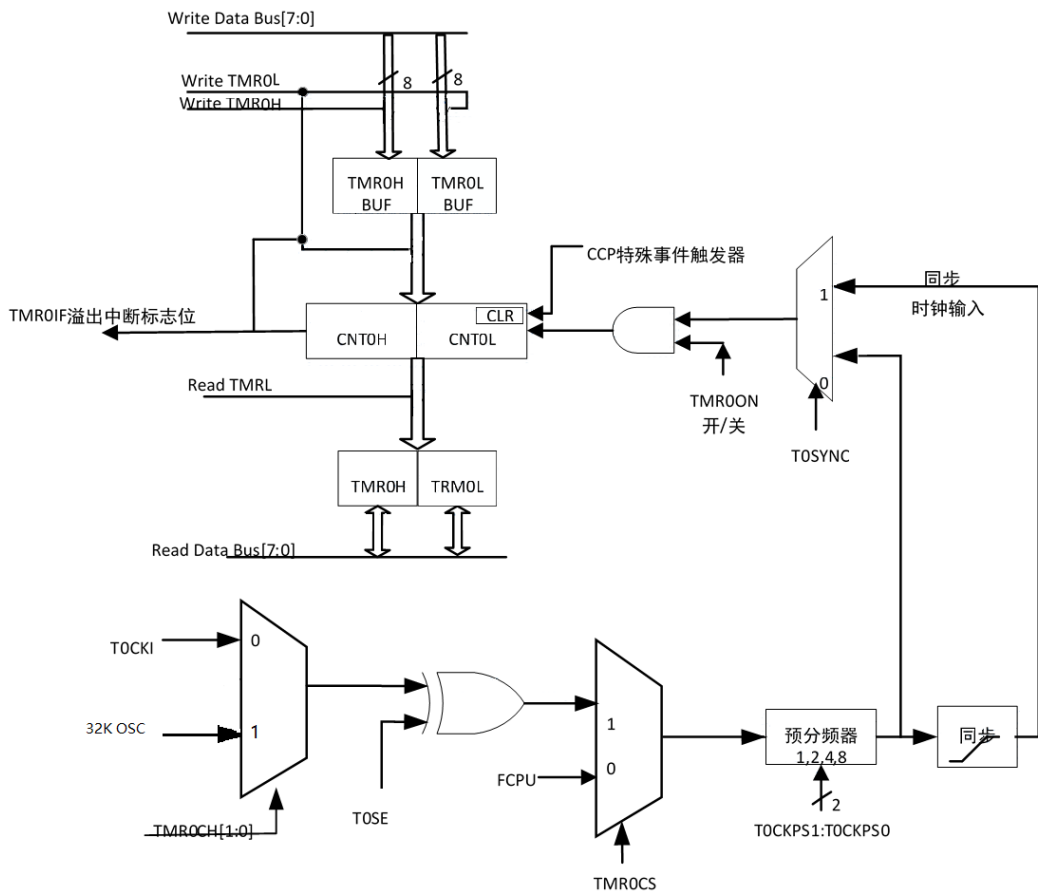 Write Data Bus[7:0]
Write TMR0L
8
8
Write TMR0H
TMR0H
BUF
TMR0L
BUF
CCP特殊事件触发器
1
同步
时钟输入
TMR0IF溢出中断标志位
CLR
CNT0H
CNT0L
0
Read TMRL
TMR0ON
开/关
T0SYNC
TMR0H
TRM0L
Read Data Bus[7:0]
T0CKI
0
32K OSC
1
1
预分频器
1,2,4,8
同步
FCPU
0
T0SE
2
TMR0CH[1:0]
T0CKPS1:T0CKPS0
TMR0CS